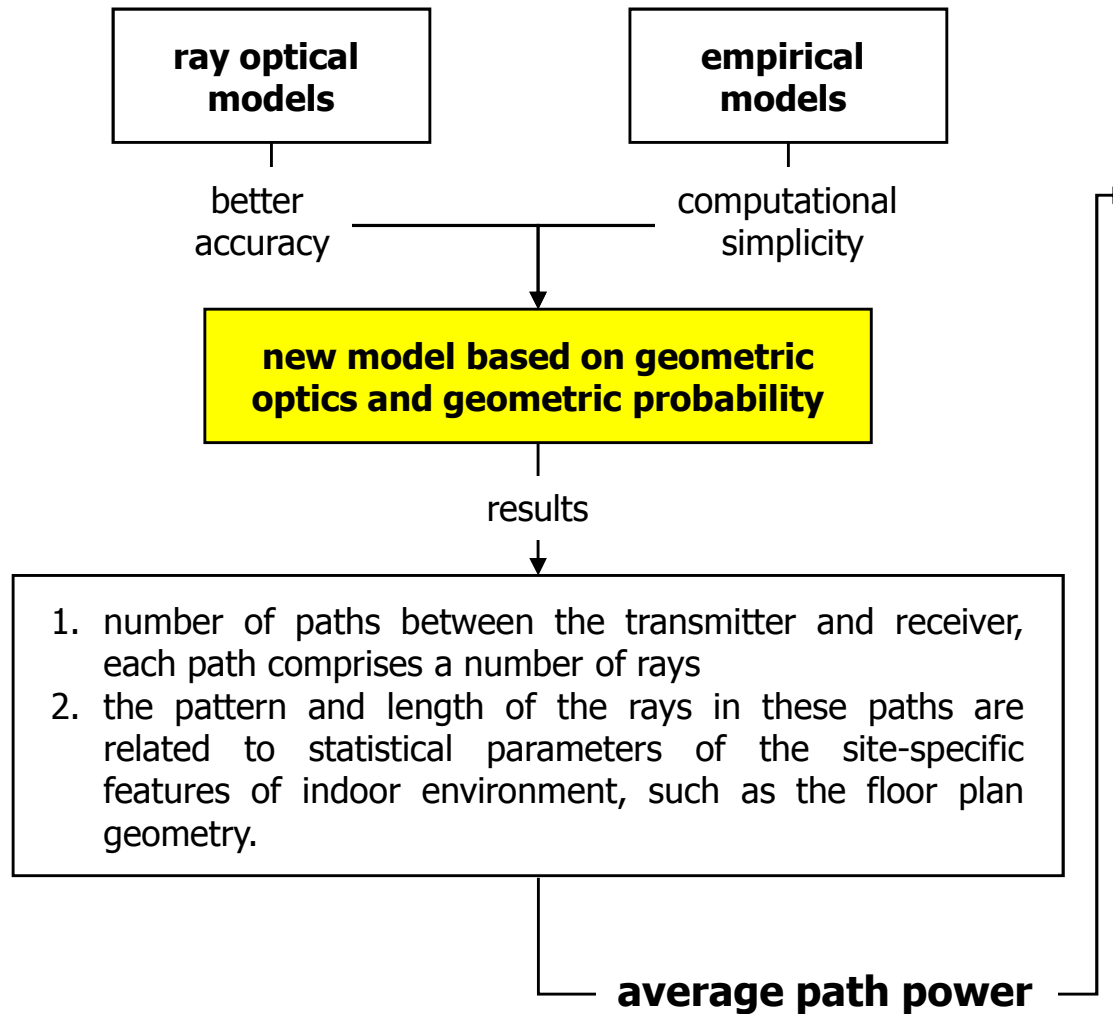 ray optical
models
empirical
models
better
accuracy
computational
simplicity
new model based on geometric
optics and geometric probability
results
1. number of paths between the transmitter and receiver,
each path comprises a number of rays
2. the pattern and length of the rays in these paths are
related to statistical parameters of the site-specific
features of indoor environment, such as the floor plan
geometry.
average path power